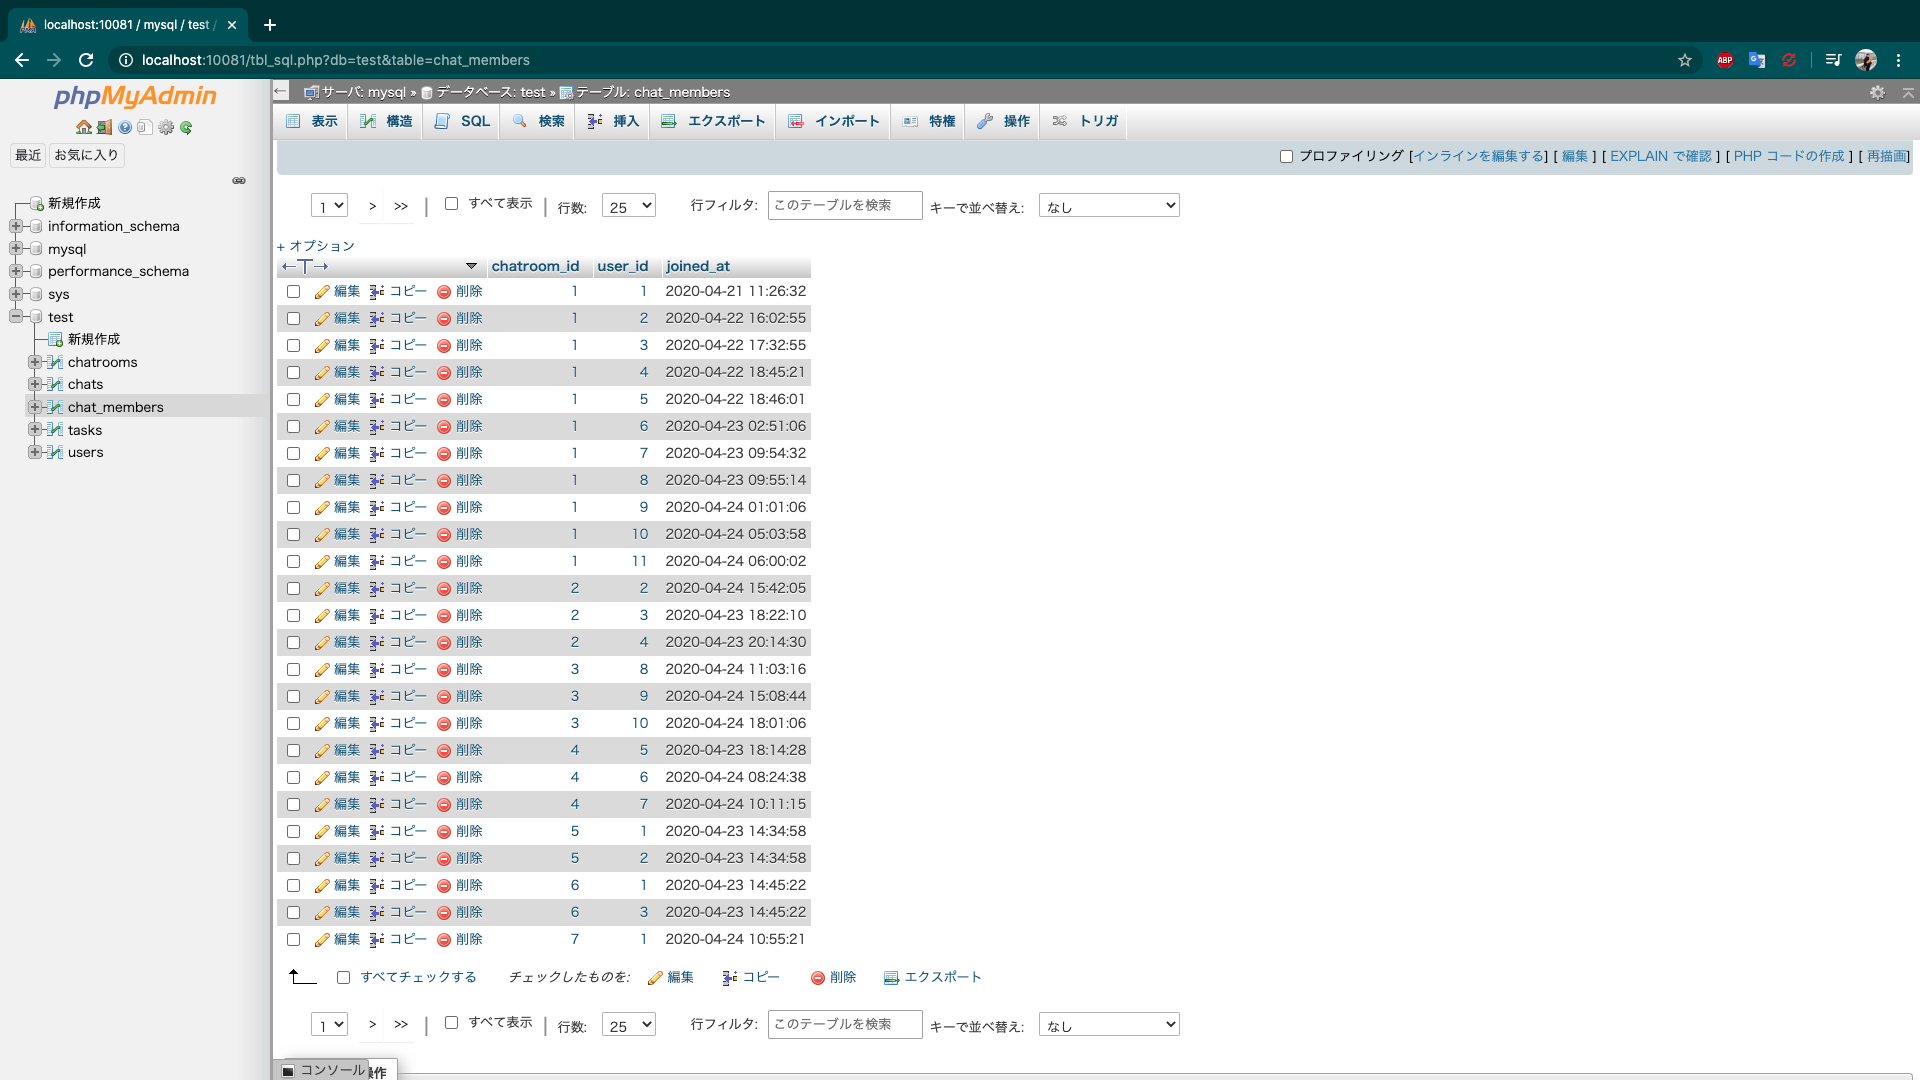 localhost:10081 / mysql / test /
localhost:10081/tbl_sql.php?db=test&table=chat_members
ABP
phpMyAdmin
最近 お気に入り
新規作成
information_schema
mysql
performance_schema
sys
test
新規作成
chatrooms
chats
chat_members
tasks
users
サーバ: mysql » データベース: test » テーブル: chat_members
表示 構造 SQL 検索 挿入 エクスポート インポート 特権 操作 トリガ
プロファイリング [インラインを編集する] [ 編集 ] [ EXPLAIN で確認 ] [ PHP コードの作成 ] [ 再描画]
1 > >> | すべて表示 | 行数: 25 行フィルタ: このテーブルを検索 キーで並べ替え: なし
+ オプション
←T→ chatroom_id user_id joined_at
編集 コピー 削除 1 1 2020-04-21 11:26:32
編集 コピー 削除 1 2 2020-04-22 16:02:55
編集 コピー 削除 1 3 2020-04-22 17:32:55
編集 コピー 削除 1 4 2020-04-22 18:45:21
編集 コピー 削除 1 5 2020-04-22 18:46:01
編集 コピー 削除 1 6 2020-04-23 02:51:06
編集 コピー 削除 1 7 2020-04-23 09:54:32
編集 コピー 削除 1 8 2020-04-23 09:55:14
編集 コピー 削除 1 9 2020-04-24 01:01:06
編集 コピー 削除 1 10 2020-04-24 05:03:58
編集 コピー 削除 1 11 2020-04-24 06:00:02
編集 コピー 削除 2 2 2020-04-24 15:42:05
編集 コピー 削除 2 3 2020-04-23 18:22:10
編集 コピー 削除 2 4 2020-04-23 20:14:30
編集 コピー 削除 3 8 2020-04-24 11:03:16
編集 コピー 削除 3 9 2020-04-24 15:08:44
編集 コピー 削除 3 10 2020-04-24 18:01:06
編集 コピー 削除 4 5 2020-04-23 18:14:28
編集 コピー 削除 4 6 2020-04-24 08:24:38
編集 コピー 削除 4 7 2020-04-24 10:11:15
編集 コピー 削除 5 1 2020-04-23 14:34:58
編集 コピー 削除 5 2 2020-04-23 14:34:58
編集 コピー 削除 6 1 2020-04-23 14:45:22
編集 コピー 削除 6 3 2020-04-23 14:45:22
編集 コピー 削除 7 1 2020-04-24 10:55:21
すべてチェックする チェックしたものを: 編集 コピー 削除 エクスポート
1 > >> | すべて表示 | 行数: 25 行フィルタ: このテーブルを検索 キーで並べ替え: なし
コンソール 操作